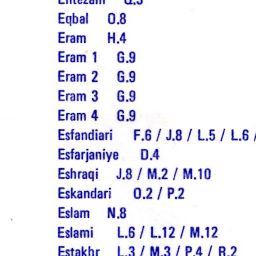 Entezam Q.3
Eqbal O.8
Eram H.4
Eram 1 G.9
Eram 2 G.9
Eram 3 G.9
Eram 4 G.9
Esfandiari F.6 / J.8 / L.5 / L.6 /
Esfarjaniye D.4
Eshraqi J.8 / M.2 / M.10
Eskandari O.2 / P.2
Eslam N.8
Eslami L.6 / L.12 / M.12
Estakhr L.3 / M.3 / P.4 / R.2